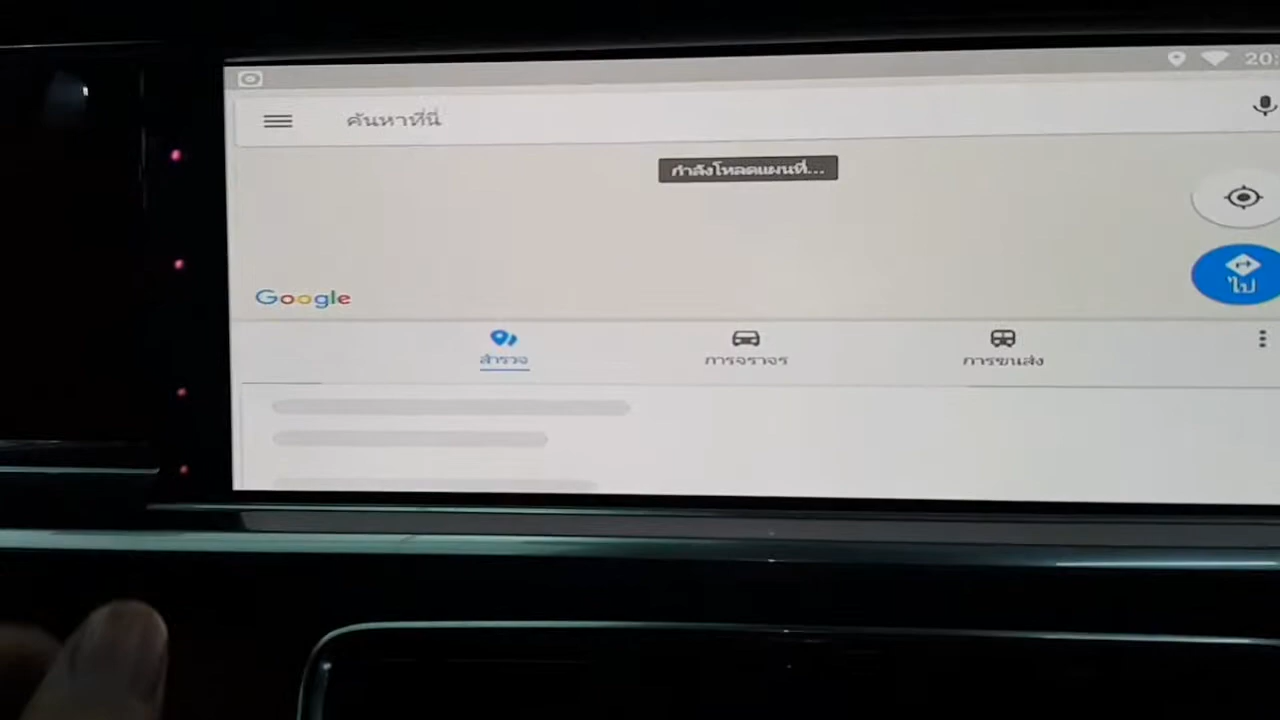 20:
ค้นหาที่นี่
กำลังโหลดแผนที่...
ไป
Google
สำรวจ
การจราจร
การขนส่ง